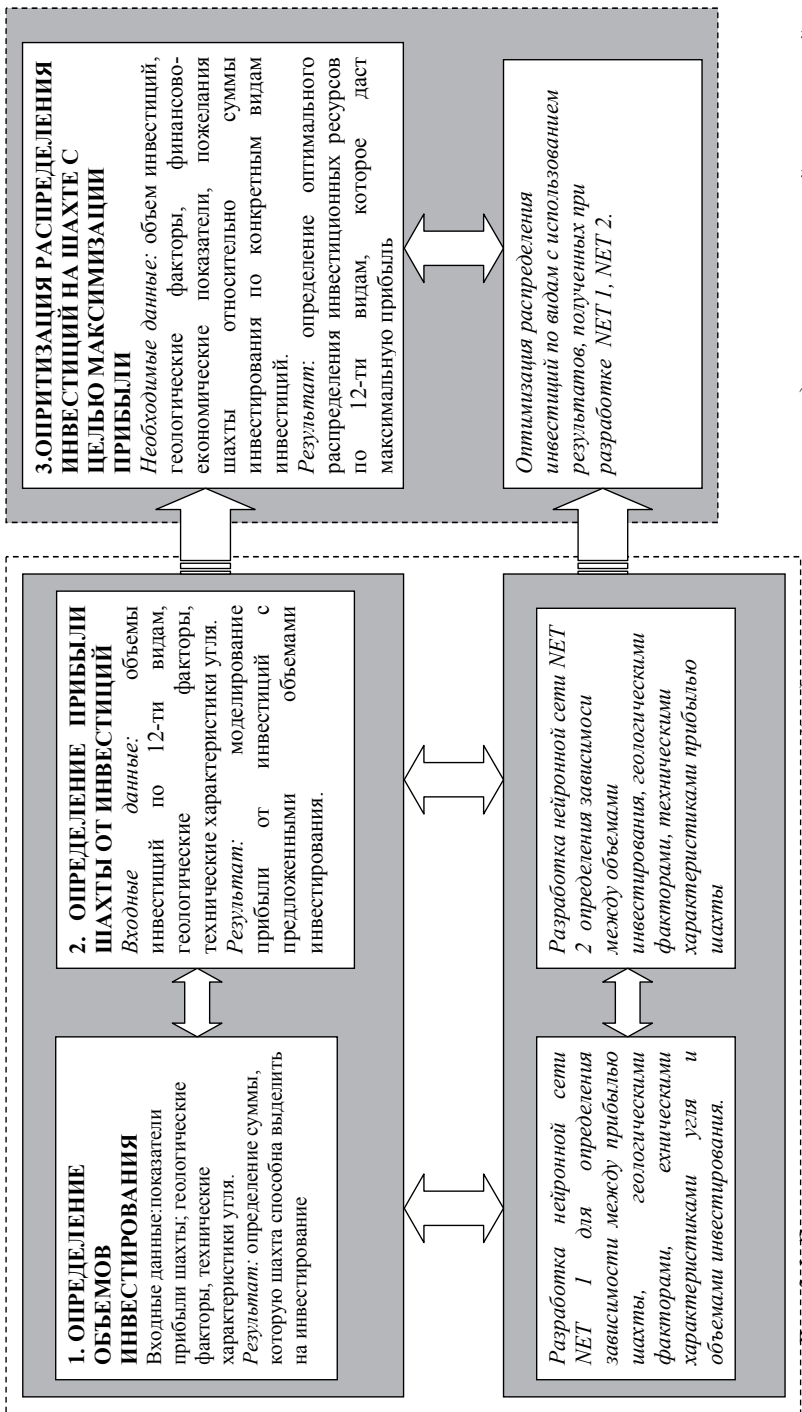 1. ОПРЕДЕЛЕНИЕ
ОБЪЕМОВ
ИНВЕСТИРОВАНИЯ
Входные данные:показатели
прибыли шахты; геологические
факторы, технические
характеристики угля.
Результат: определение суммы,
которую шахта способна выделить
на инвестирование
2. ОПРЕДЕЛЕНИЕ ПРИБЫЛИ
ШАХТЫ ОТ ИНВЕСТИЦИЙ
Входные данные: объемы
инвестиций по 12-ти видам,
геологические факторы,
технические характеристики угля.
Результат: моделирование
прибыли от инвестиций с
предложенными объемами
инвестирования.
3.ОПРИТИЗАЦИЯ РАСПРЕДЕЛЕНИЯ
ИНВЕСТИЦИЙ НА ШАХТЕ С
ЦЕЛЬЮ МАКСИМИЗАЦИИ
ПРИБЫЛИ
Необходимые данные: объем инвестиций,
геологические факторы, финансово-
економические показатели, пожелания
шахты относительно суммы
инвестирования по конкретным видам
инвестиций.
Результат: определение оптимального
распределения инвестиционных ресурсов
по 12-ти видам, которое даст
максимальную прибыль
Разработка нейронной сети
NET 1 для определения
зависимости между прибылью
шахты, геологическими
факторами, ехническими
характеристиками угля и
объемами инвестирования.
Разработка нейронной сети NET
2 определения зависимоси
между объемами
инвестирования, геологическими
факторами, техническими
характеристиками прибылью
шахты
Оптимизация распределения
инвестиций по видам с использованием
результатов, полученных при
разработке NET 1, NET 2.